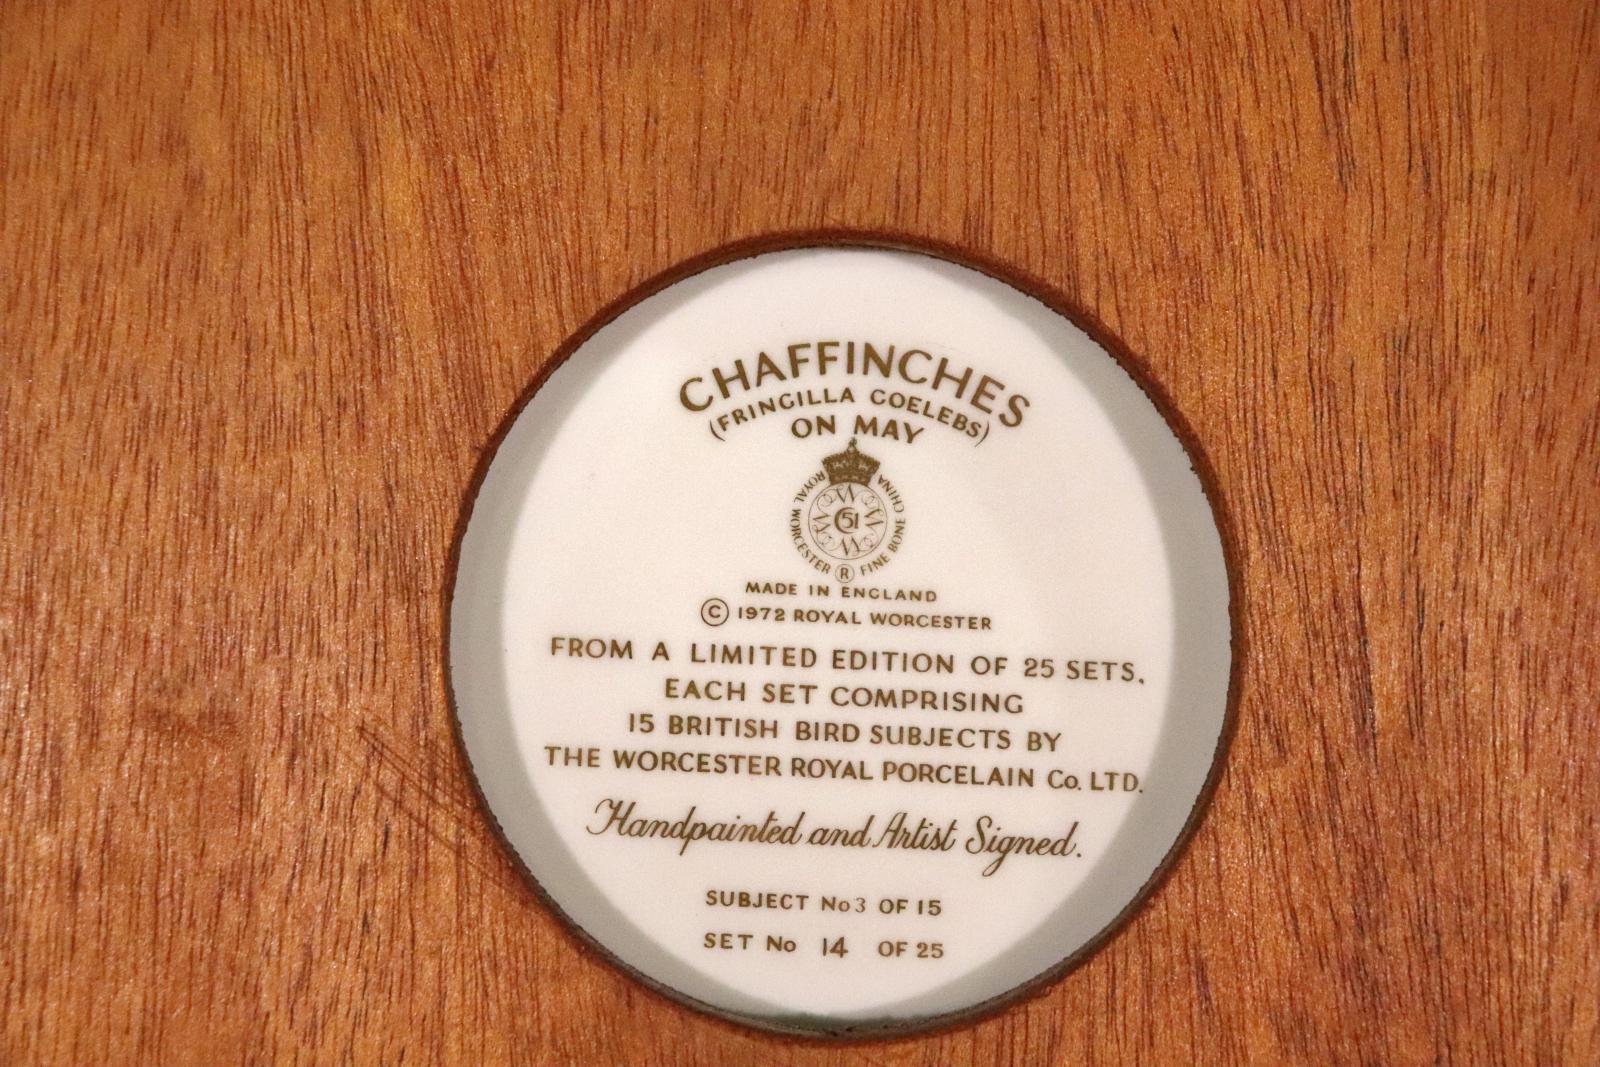 CHAFFINCHES
(FRINGILLA COELEBS)
ON MAY
ROYAL WORCESTER ® FINE BONE CHINA
51
MADE IN ENGLAND
© 1972 ROYAL WORCESTER
FROM A LIMITED EDITION OF 25 SETS.
EACH SET COMPRISING
15 BRITISH BIRD SUBJECTS BY
THE WORCESTER ROYAL PORCELAIN Co. LTD.
Handpainted and Artist Signed.
SUBJECT No 3 OF 15
SET No 14 OF 25